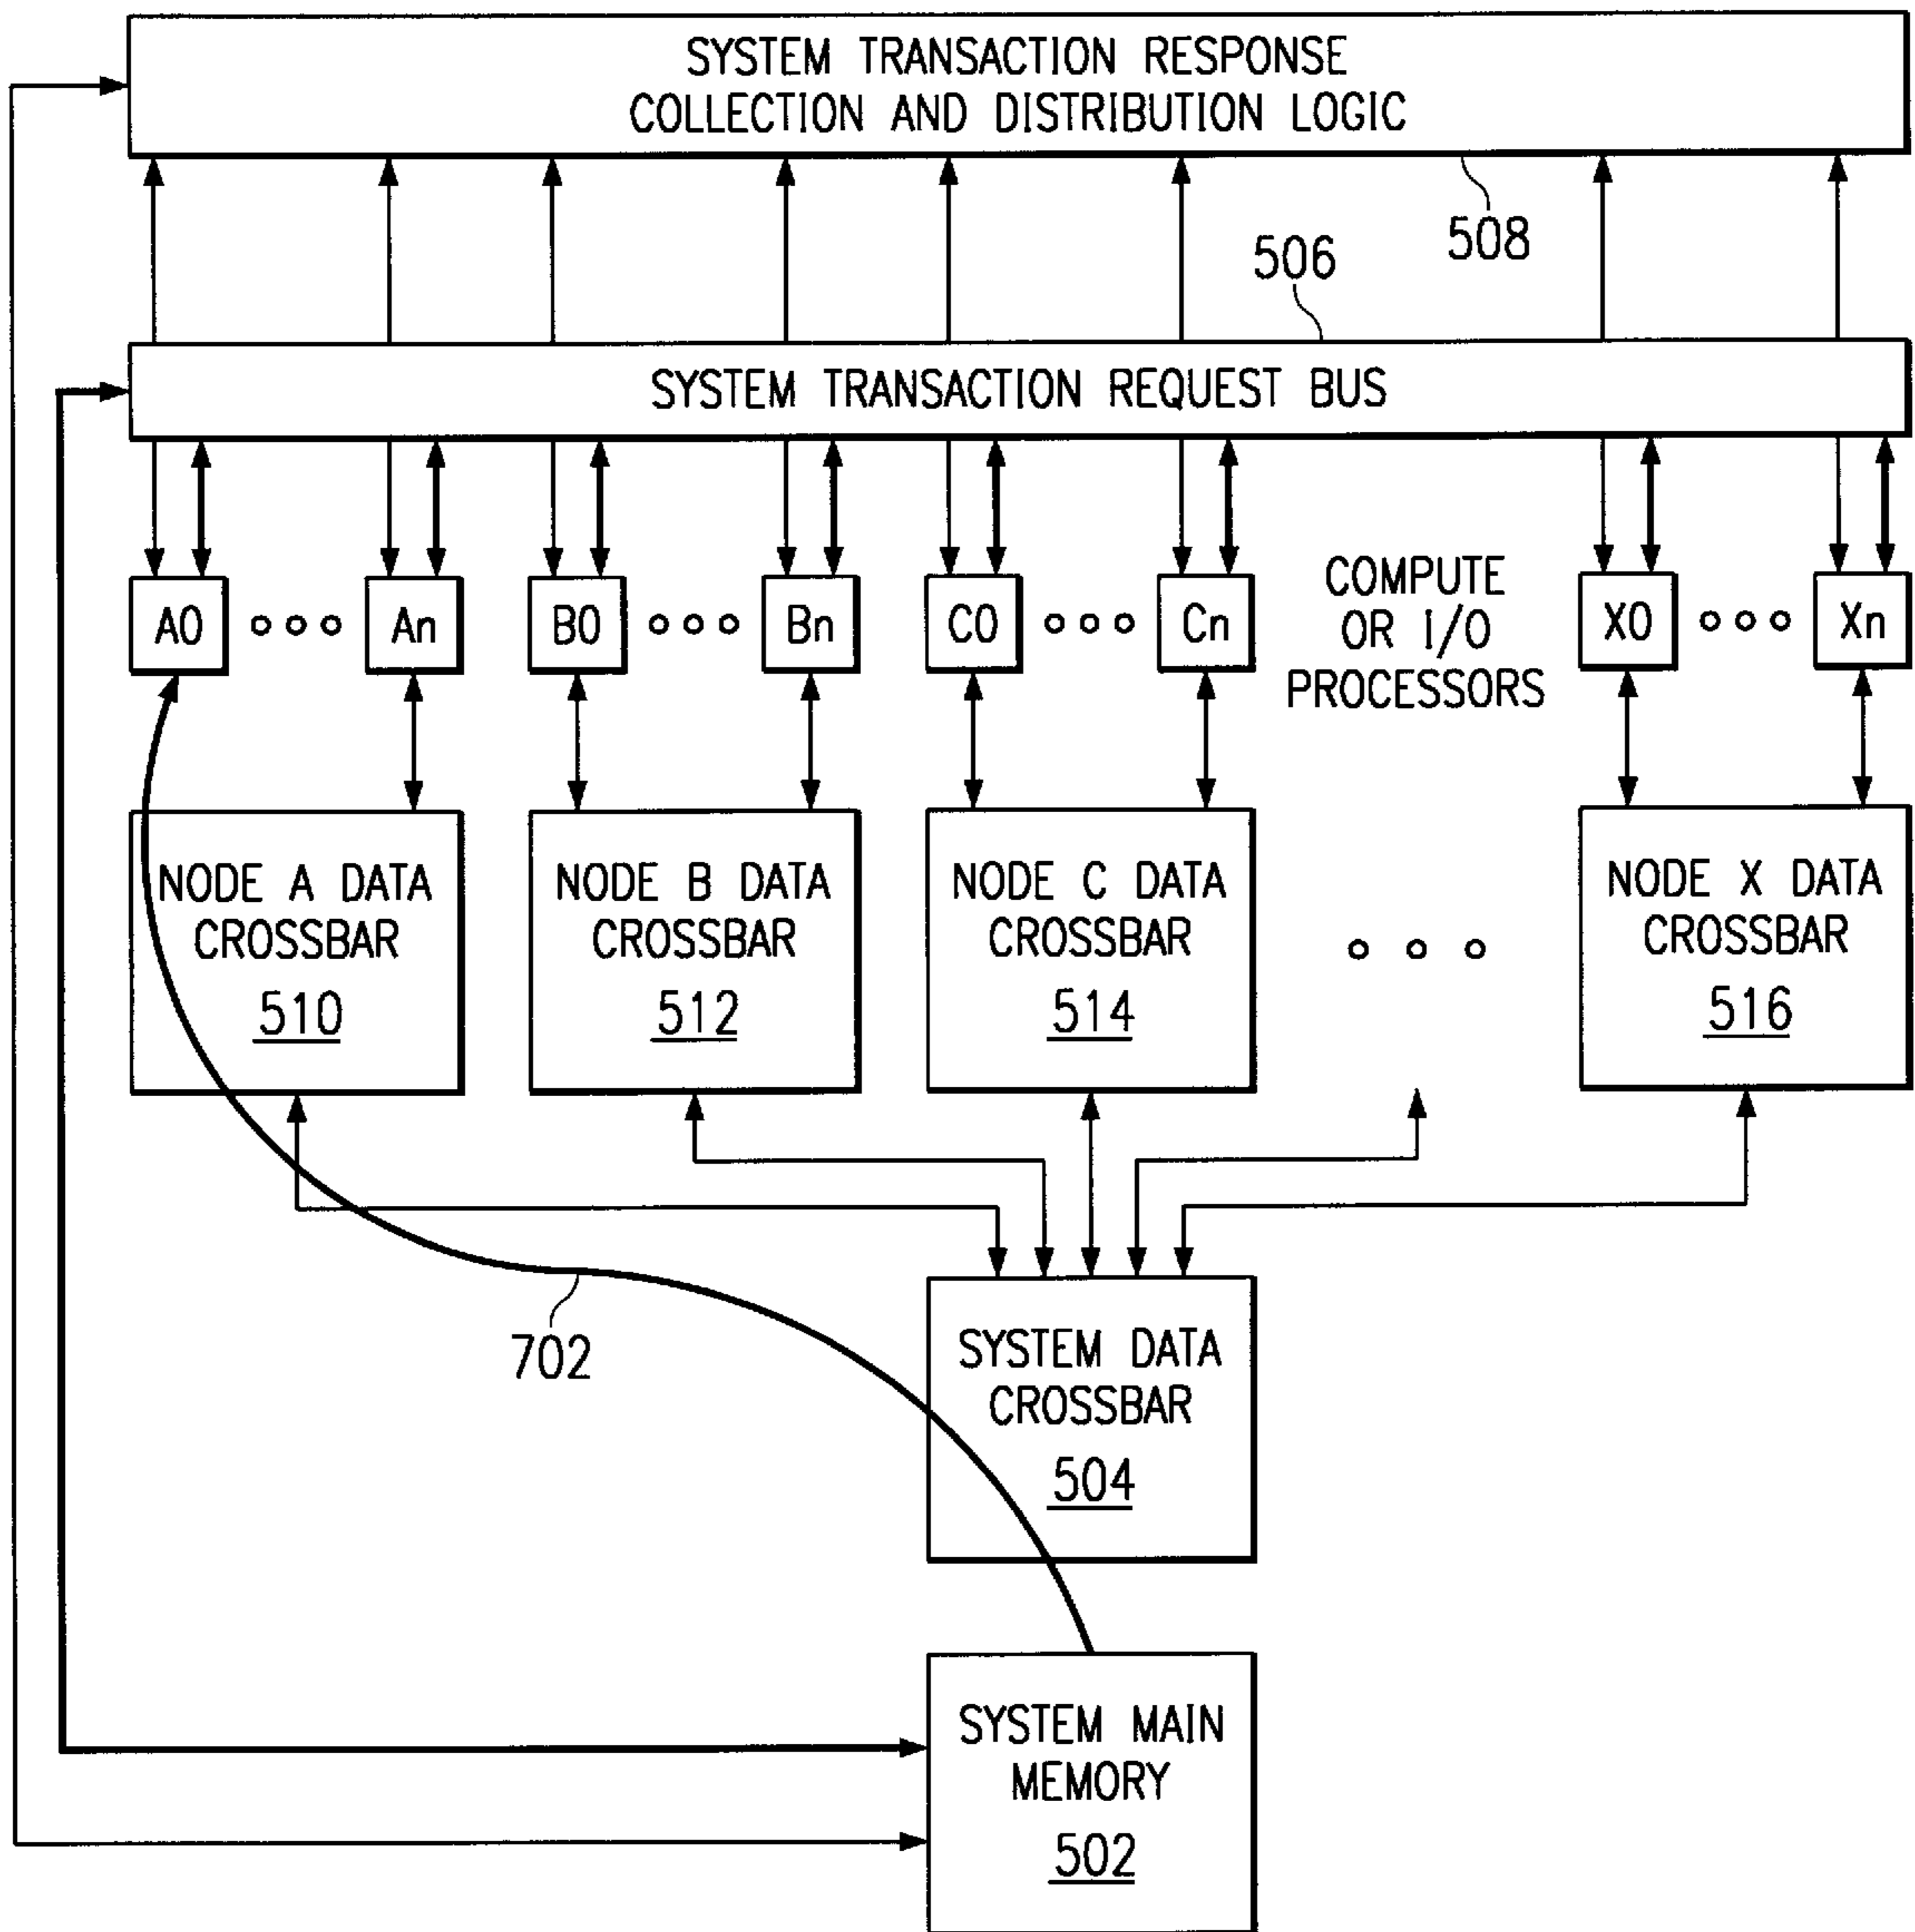 SYSTEM TRANSACTION RESPONSE
COLLECTION AND DISTRIBUTION LOGIC
508
506
SYSTEM TRANSACTION REQUEST BUS
A0
An
B0
Bn
C0
Cn
COMPUTE
OR I/O
PROCESSORS
X0
Xn
NODE A DATA
CROSSBAR
510
NODE B DATA
CROSSBAR
512
NODE C DATA
CROSSBAR
514
NODE X DATA
CROSSBAR
516
702
SYSTEM DATA
CROSSBAR
504
SYSTEM MAIN
MEMORY
502